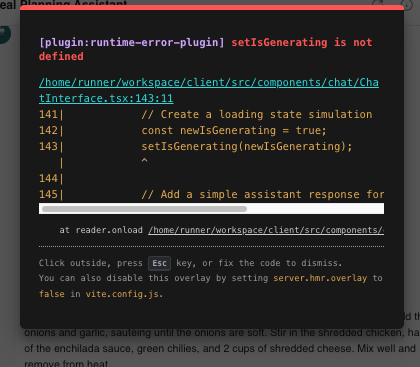 eal Planning Assistant
[plugin:runtime-error-plugin] setIsGenerating is not
defined
/home/runner/workspace/client/src/components/chat/Cha
tInterface.tsx:143:11
141|            // Create a loading state simulation
142|            const newIsGenerating = true;
143|            setIsGenerating(newIsGenerating);
   |            ^
144|
145|            // Add a simple assistant response for
at reader.onload /home/runner/workspace/client/src/components/
Click outside, press Esc key, or fix the code to dismiss.
You can also disable this overlay by setting server.hmr.overlay to
false in vite.config.js.
d th
onions and garlic, sautéing until the onions are soft. Stir in the shredded chicken, ha
of the enchilada sauce, green chilies, and 2 cups of shredded cheese. Mix well and
remove from heat.